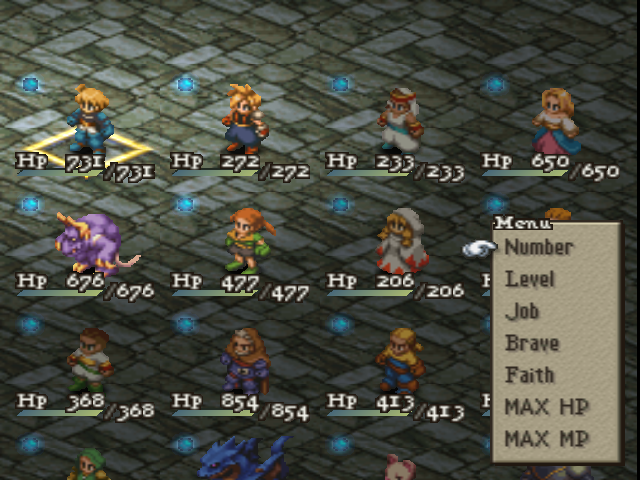 Hp 731/731 Hp 272/272 Hp 233/233 Hp 650/650
Hp 676/676 Hp 477/477 Hp 206/206
Hp 368/368 Hp 854/854 Hp 413/413
Menu
Number
Level
Job
Brave
Faith
MAX HP
MAX MP